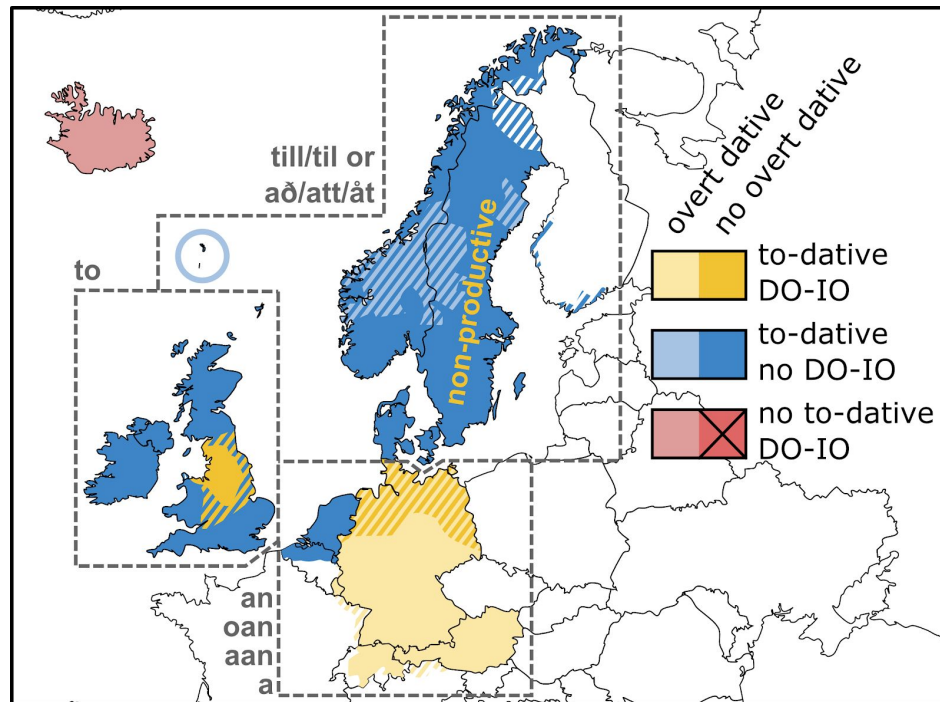 till/til or
að/att/åt
to
non-productive
an
oan
aan
a
overt dative
no overt dative
to-dative
DO-IO
to-dative
no DO-IO
no to-dative
DO-IO